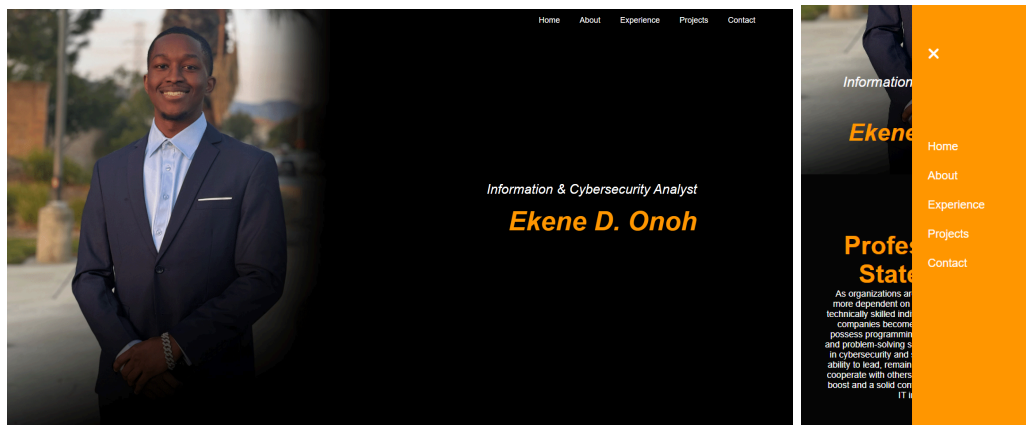 Home About Experience Projects Contact
Information & Cybersecurity Analyst
Ekene D. Onoh
×
Information
Ekene
Home
About
Experience
Projects
Contact
Profes
State
As organizations ar
more dependent on
technically skilled indi
companies become
possess programmin
and problem-solving s
in cybersecurity and
ability to lead, remain
cooperate with others
boost and a solid con
IT i